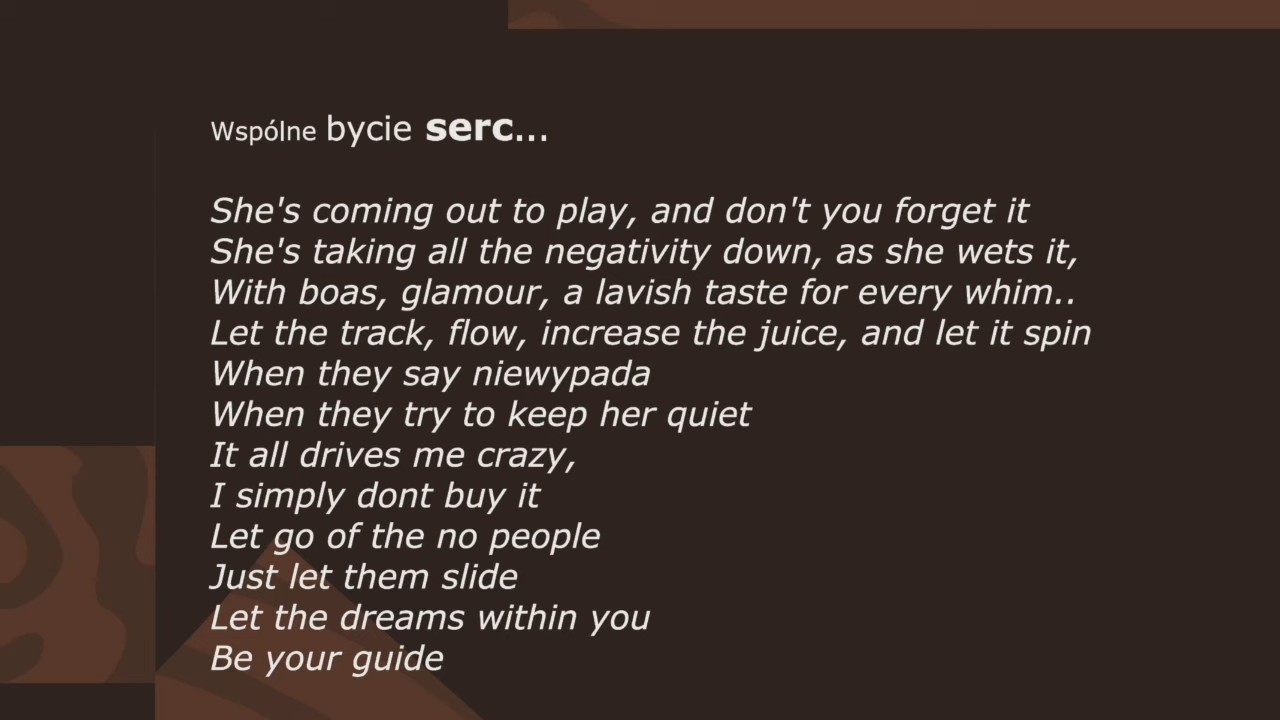 Wspólne bycie serc...
She's coming out to play, and don't you forget it
She's taking all the negativity down, as she wets it,
With boas, glamour, a lavish taste for every whim..
Let the track, flow, increase the juice, and let it spin
When they say niewypada
When they try to keep her quiet
It all drives me crazy,
I simply dont buy it
Let go of the no people
Just let them slide
Let the dreams within you
Be your guide